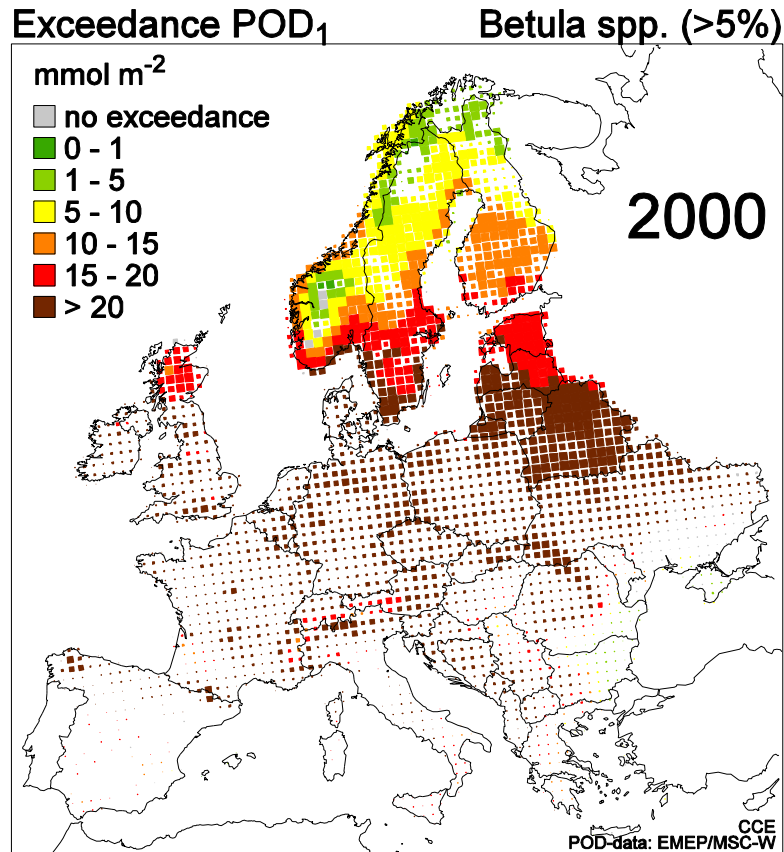 Exceedance POD₁ Betula spp. (>5%)
mmol m⁻²
no exceedance
0 - 1
1 - 5
5 - 10
10 - 15
15 - 20
> 20
2000
CCE
POD-data: EMEP/MSC-W